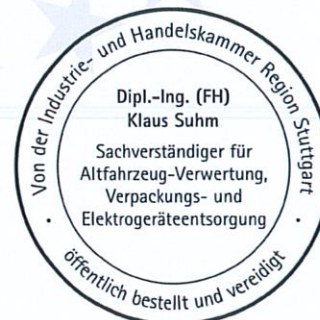 Von der Industrie- und Handelskammer Region Stuttgart
Dipl.-Ing. (FH)
Klaus Suhm
Sachverständiger für
Altfahrzeug-Verwertung,
Verpackungs- und
Elektrogeräteentsorgung
· öffentlich bestellt und vereidigt ·